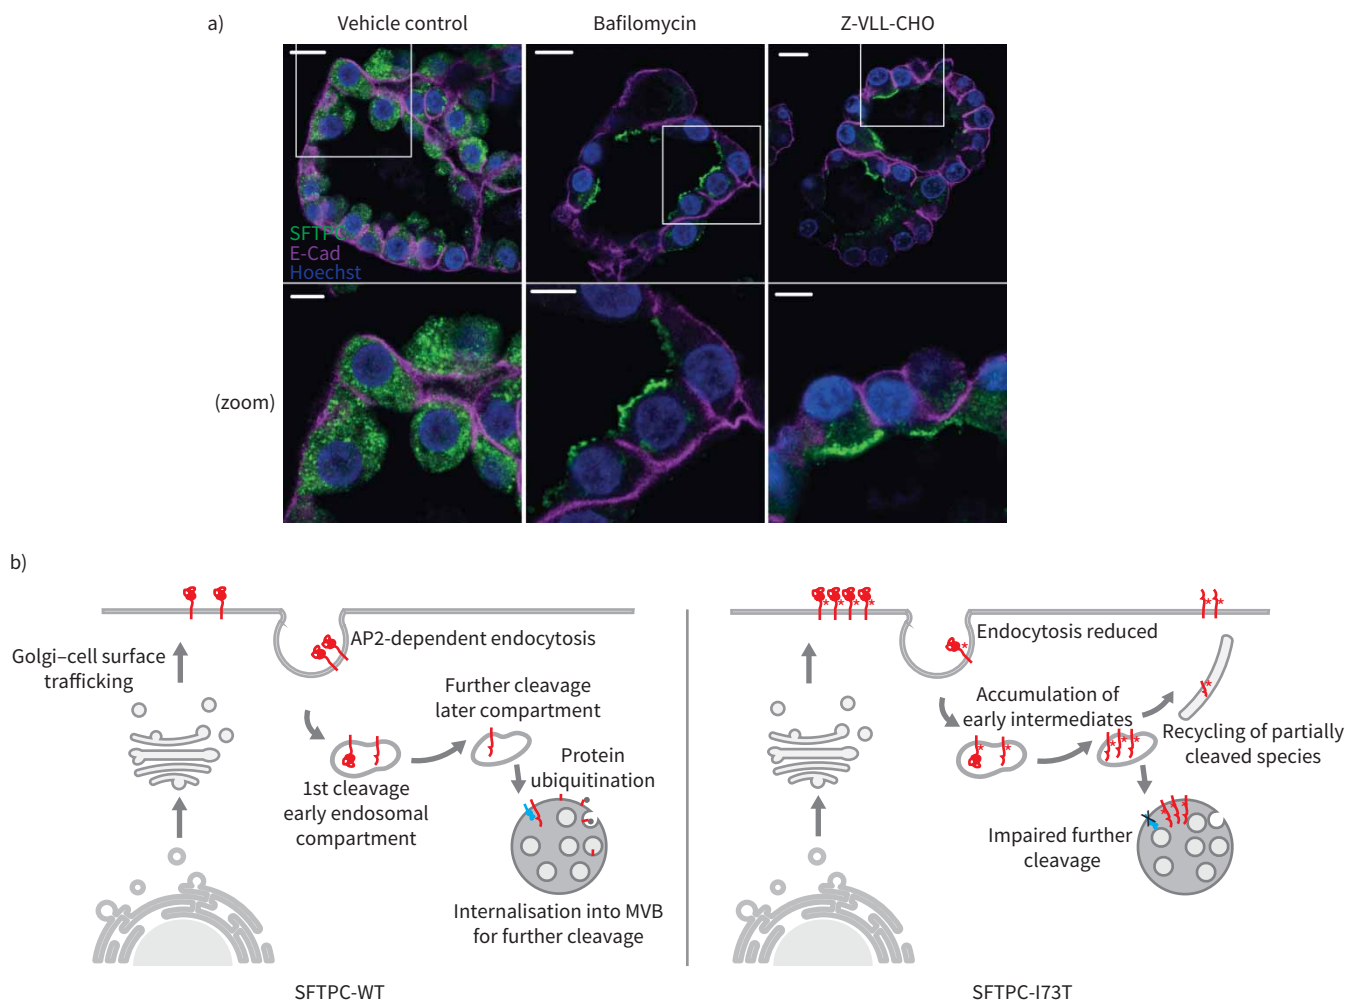 a)
Vehicle control
Bafilomycin
Z-VLL-CHO
SFTPC
E-Cad
Hoechst
(zoom)
b)
Golgi–cell surface
trafficking
AP2-dependent endocytosis
Further cleavage
later compartment
1st cleavage
early endosomal
compartment
Protein
ubiquitination
Internalisation into MVB
for further cleavage
SFTPC-WT
Endocytosis reduced
Accumulation of
early intermediates
Recycling of partially
cleaved species
Impaired further
cleavage
SFTPC-I73T